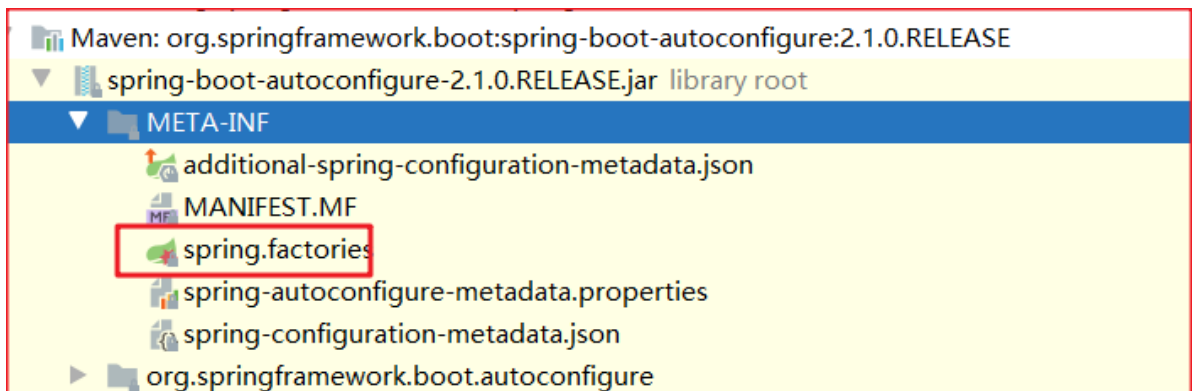 Maven: org.springframework.boot:spring-boot-autoconfigure:2.1.0.RELEASE
spring-boot-autoconfigure-2.1.0.RELEASE.jar library root
META-INF
additional-spring-configuration-metadata.json
MF MANIFEST.MF
spring.factories
spring-autoconfigure-metadata.properties
spring-configuration-metadata.json
org.springframework.boot.autoconfigure